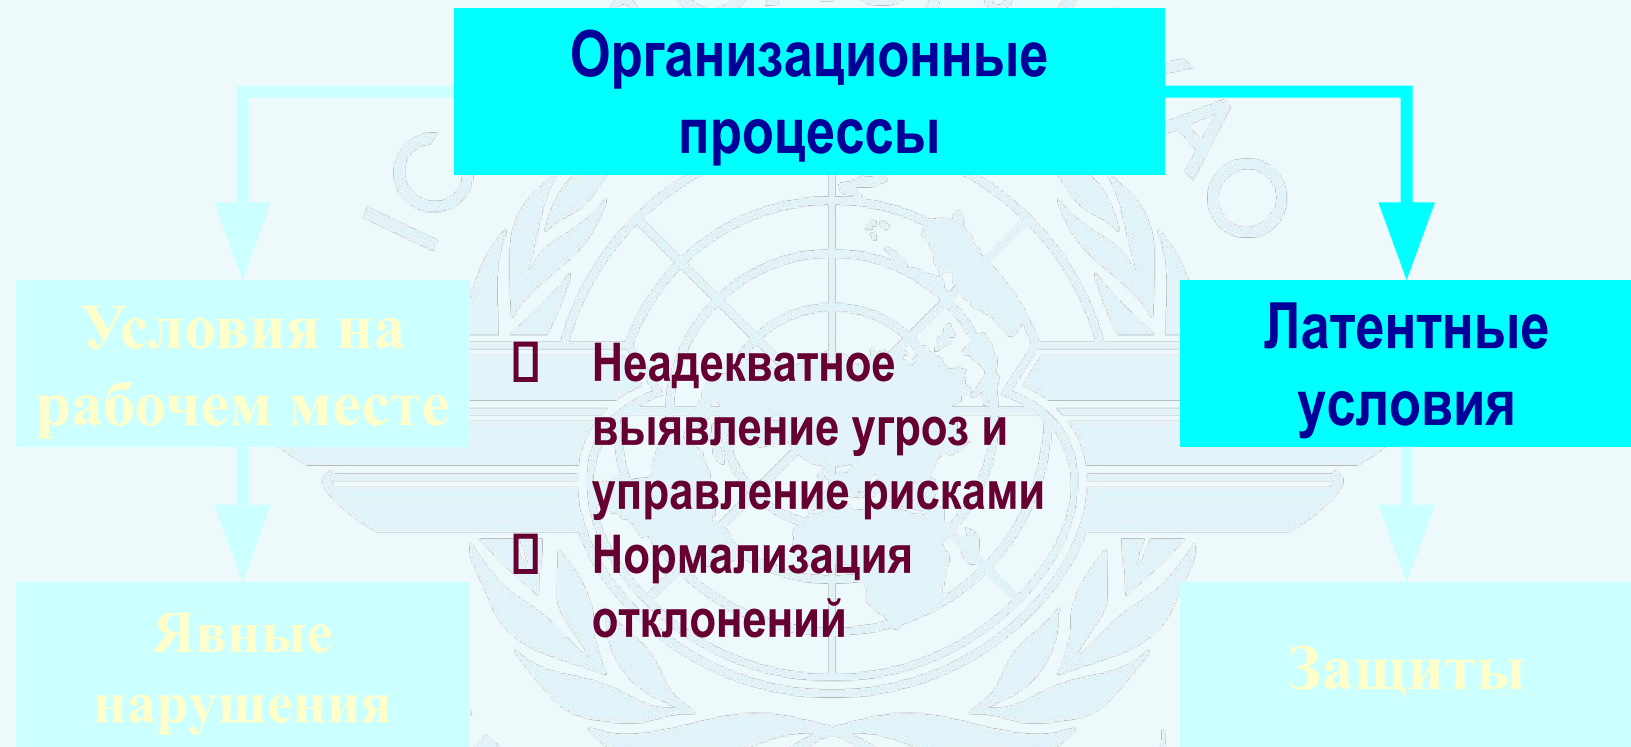 Организационные
процессы
Условия на
рабочем месте
Латентные
условия
Неадекватное
выявление угроз и
управление рисками
Нормализация
отклонений
Явные
нарушения
Защиты